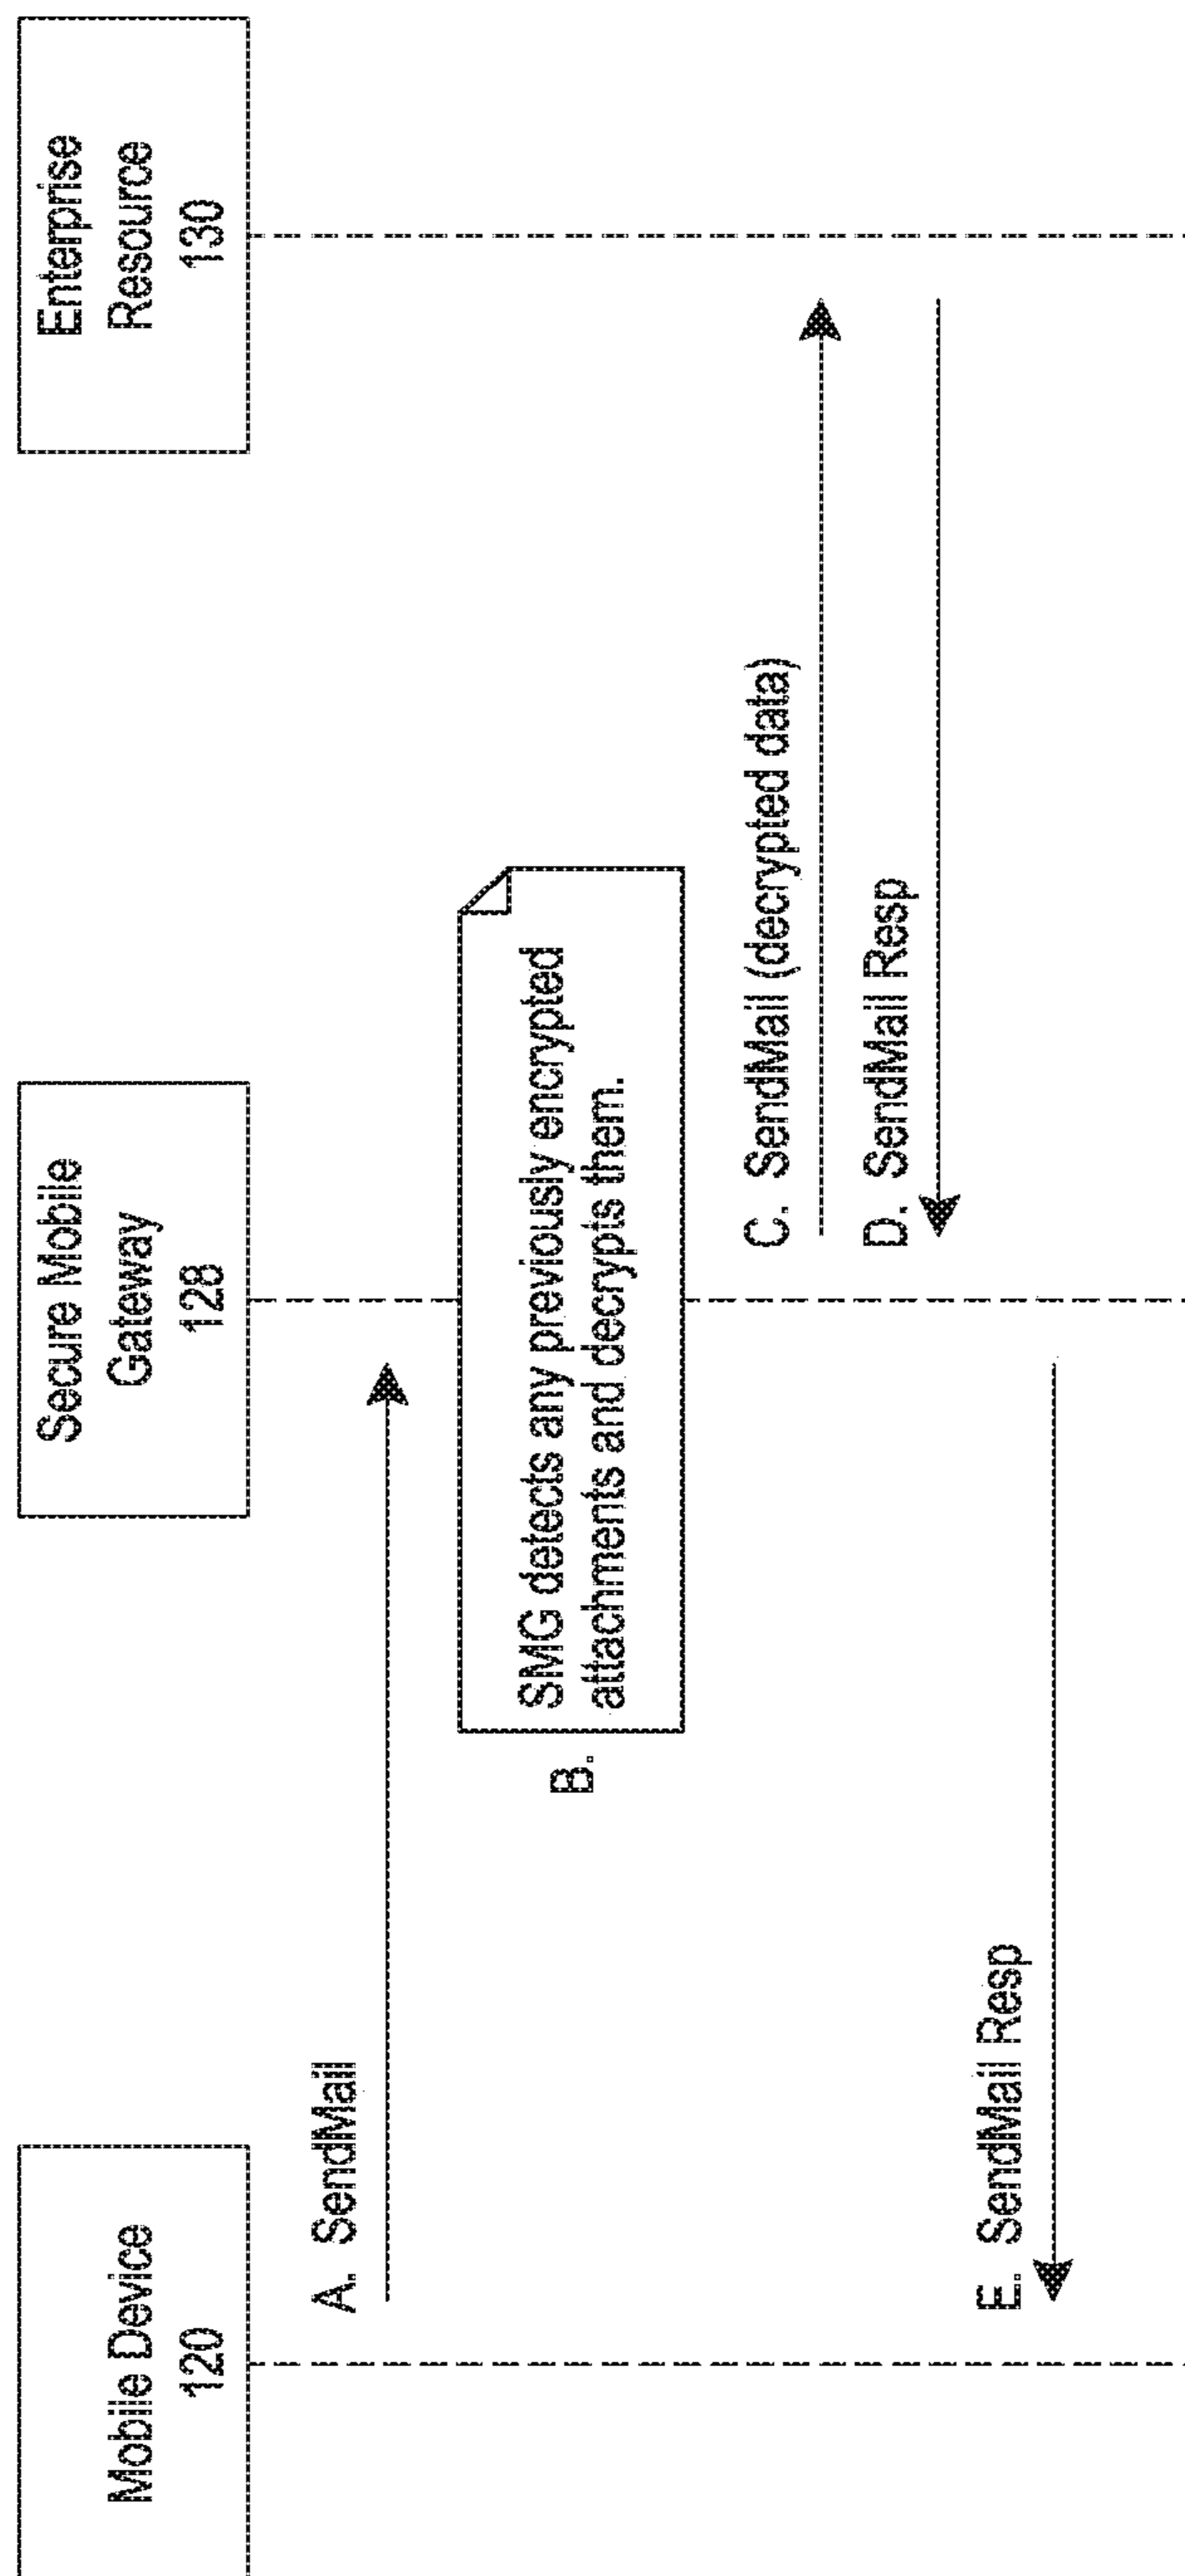 Mobile Device
120
Secure Mobile
Gateway
128
Enterprise
Resource
130
A. SendMail
B.
SMG detects any previously encrypted
attachments and decrypts them.
C. SendMail (decrypted data)
D. SendMail Resp
E. SendMail Resp